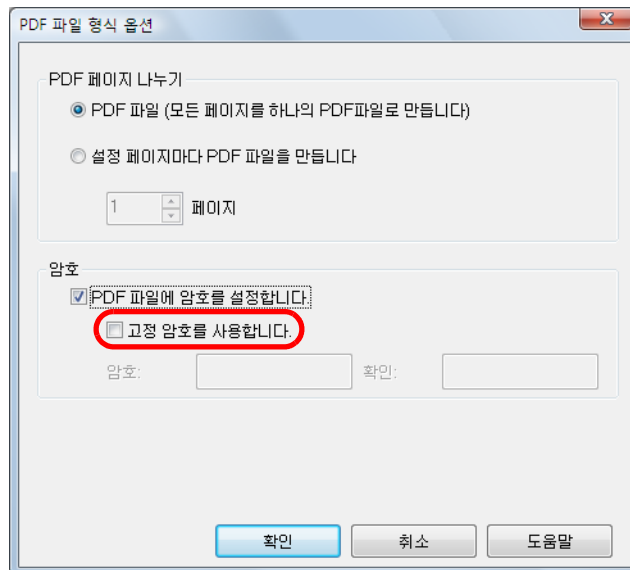 PDF 파일 형식 옵션
PDF 페이지 나누기
PDF 파일 (모든 페이지를 하나의 PDF파일로 만듭니다)
설정 페이지마다 PDF 파일을 만듭니다
1 페이지
암호
PDF 파일에 암호를 설정합니다.
고정 암호를 사용합니다.
암호: 확인:
확인 취소 도움말